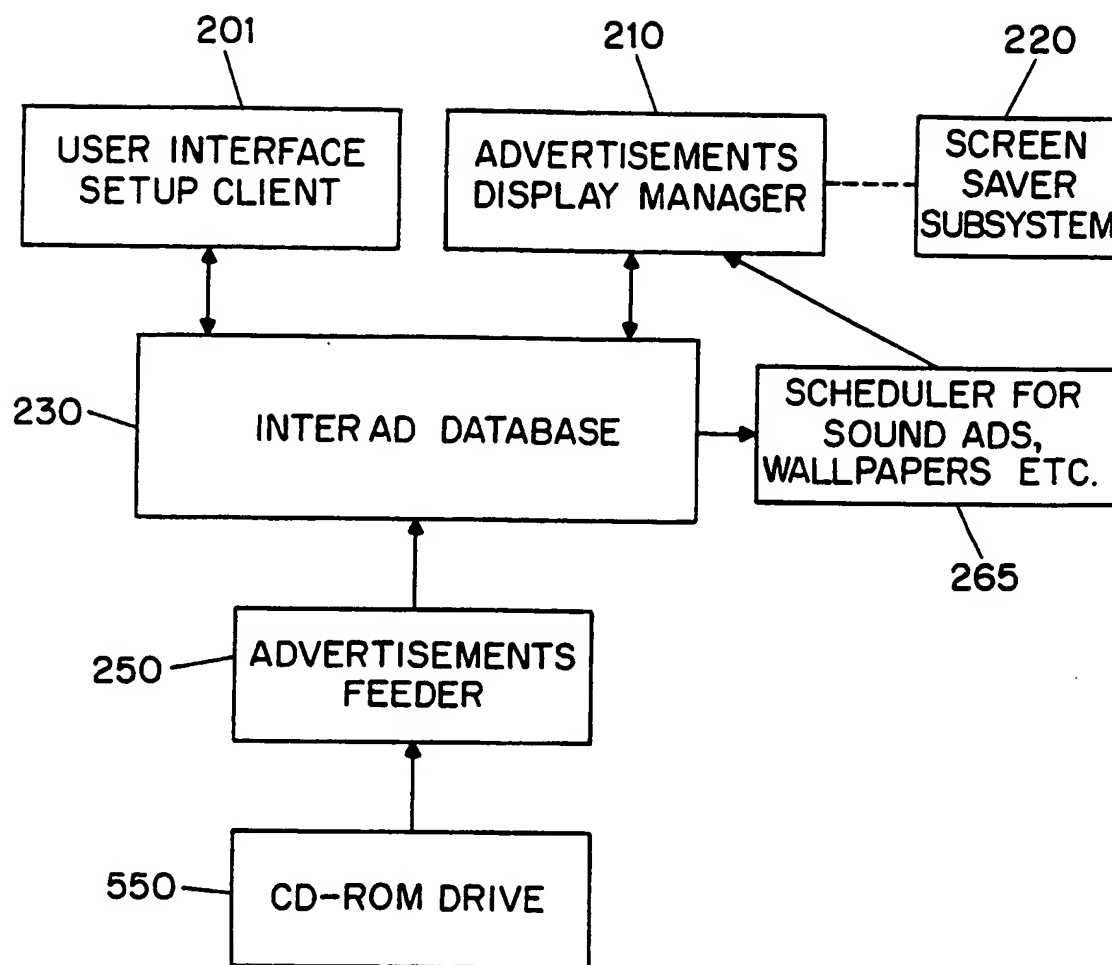 201
210
220
USER INTERFACE
SETUP CLIENT
ADVERTISEMENTS
DISPLAY MANAGER
SCREEN
SAVER
SUBSYSTEM
230
INTER AD DATABASE
SCHEDULER FOR
SOUND ADS,
WALLPAPERS ETC.
265
250
ADVERTISEMENTS
FEEDER
550
CD-ROM DRIVE